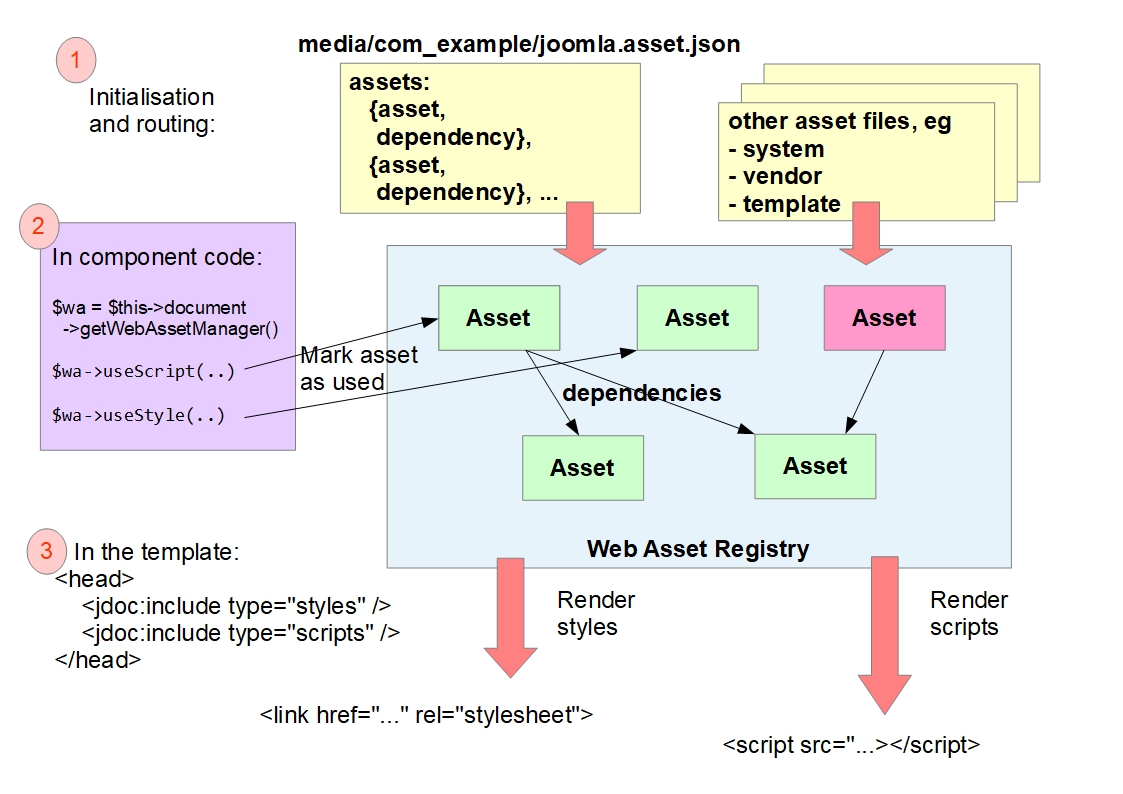 media/com_example/joomla.asset.json
1
Initialisation
and routing:
assets:
{asset,
dependency},
{asset,
dependency}, ...
other asset files, eg
- system
- vendor
- template
2
In component code:
$wa = $this->document
->getWebAssetManager()
$wa->useScript(..)
$wa->useStyle(..)
Mark asset
as used
Asset
Asset
Asset
dependencies
Asset
Asset
Web Asset Registry
3
In the template:
<head>
<jdoc:include type="styles" />
<jdoc:include type="scripts" />
</head>
Render
styles
Render
scripts
<link href="..." rel="stylesheet">
<script src="...></script>